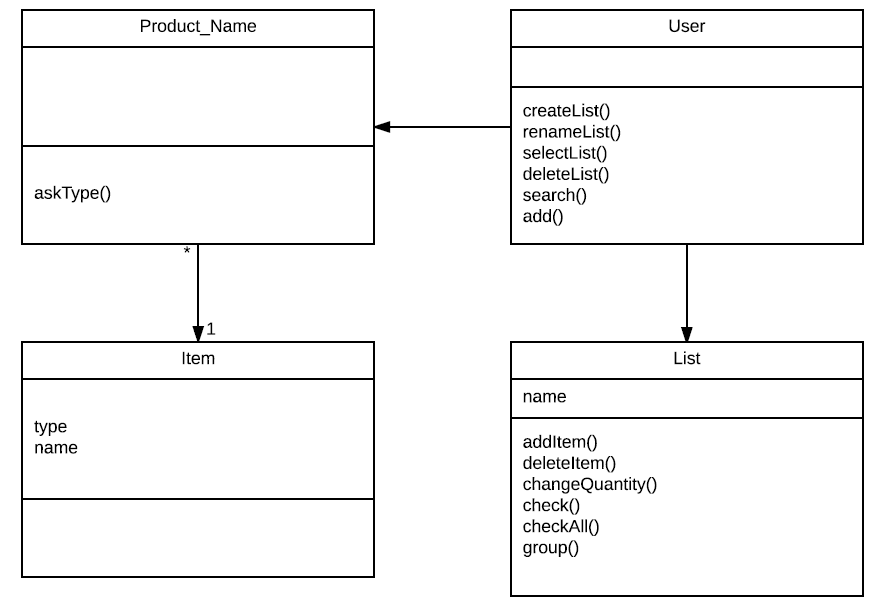 Product_Name
askType()
User
createList()
renameList()
selectList()
deleteList()
search()
add()
*
1
Item
type
name
List
name
addItem()
deleteItem()
changeQuantity()
check()
checkAll()
group()